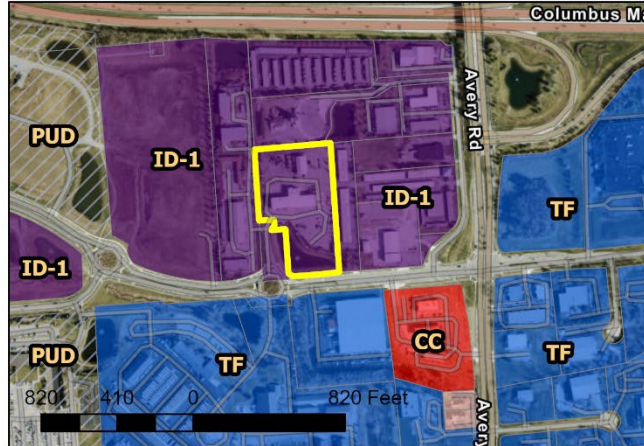 Columbus Ma
Avery Rd
PUD
ID-1
ID-1
TF
ID-1
CC
PUD
TF
TF
820 410 0 820 Feet
Avery